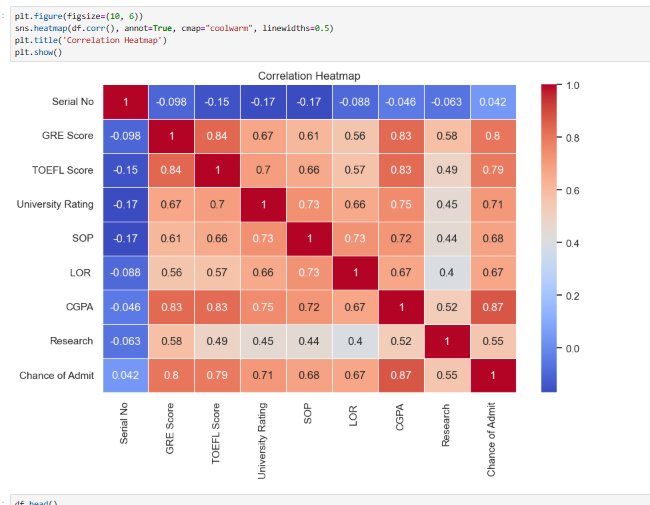 plt.figure(figsize=(10, 6))
sns.heatmap(df.corr(), annot=True, cmap="coolwarm", linewidths=0.5)
plt.title('Correlation Heatmap')
plt.show()
Correlation Heatmap
Serial No 1 -0.098 -0.15 -0.17 -0.17 -0.088 -0.046 -0.063 0.042
GRE Score -0.098 1 0.84 0.67 0.61 0.56 0.83 0.58 0.8
TOEFL Score -0.15 0.84 1 0.7 0.66 0.57 0.83 0.49 0.79
University Rating -0.17 0.67 0.7 1 0.73 0.66 0.75 0.45 0.71
SOP -0.17 0.61 0.66 0.73 1 0.73 0.72 0.44 0.68
LOR -0.088 0.56 0.57 0.66 0.73 1 0.67 0.4 0.67
CGPA -0.046 0.83 0.83 0.75 0.72 0.67 1 0.52 0.87
Research -0.063 0.58 0.49 0.45 0.44 0.4 0.52 1 0.55
Chance of Admit 0.042 0.8 0.79 0.71 0.68 0.67 0.87 0.55 1
Serial No
GRE Score
TOEFL Score
University Rating
SOP
LOR
CGPA
Research
Chance of Admit
1.0
0.8
0.6
0.4
0.2
0.0
df.head()